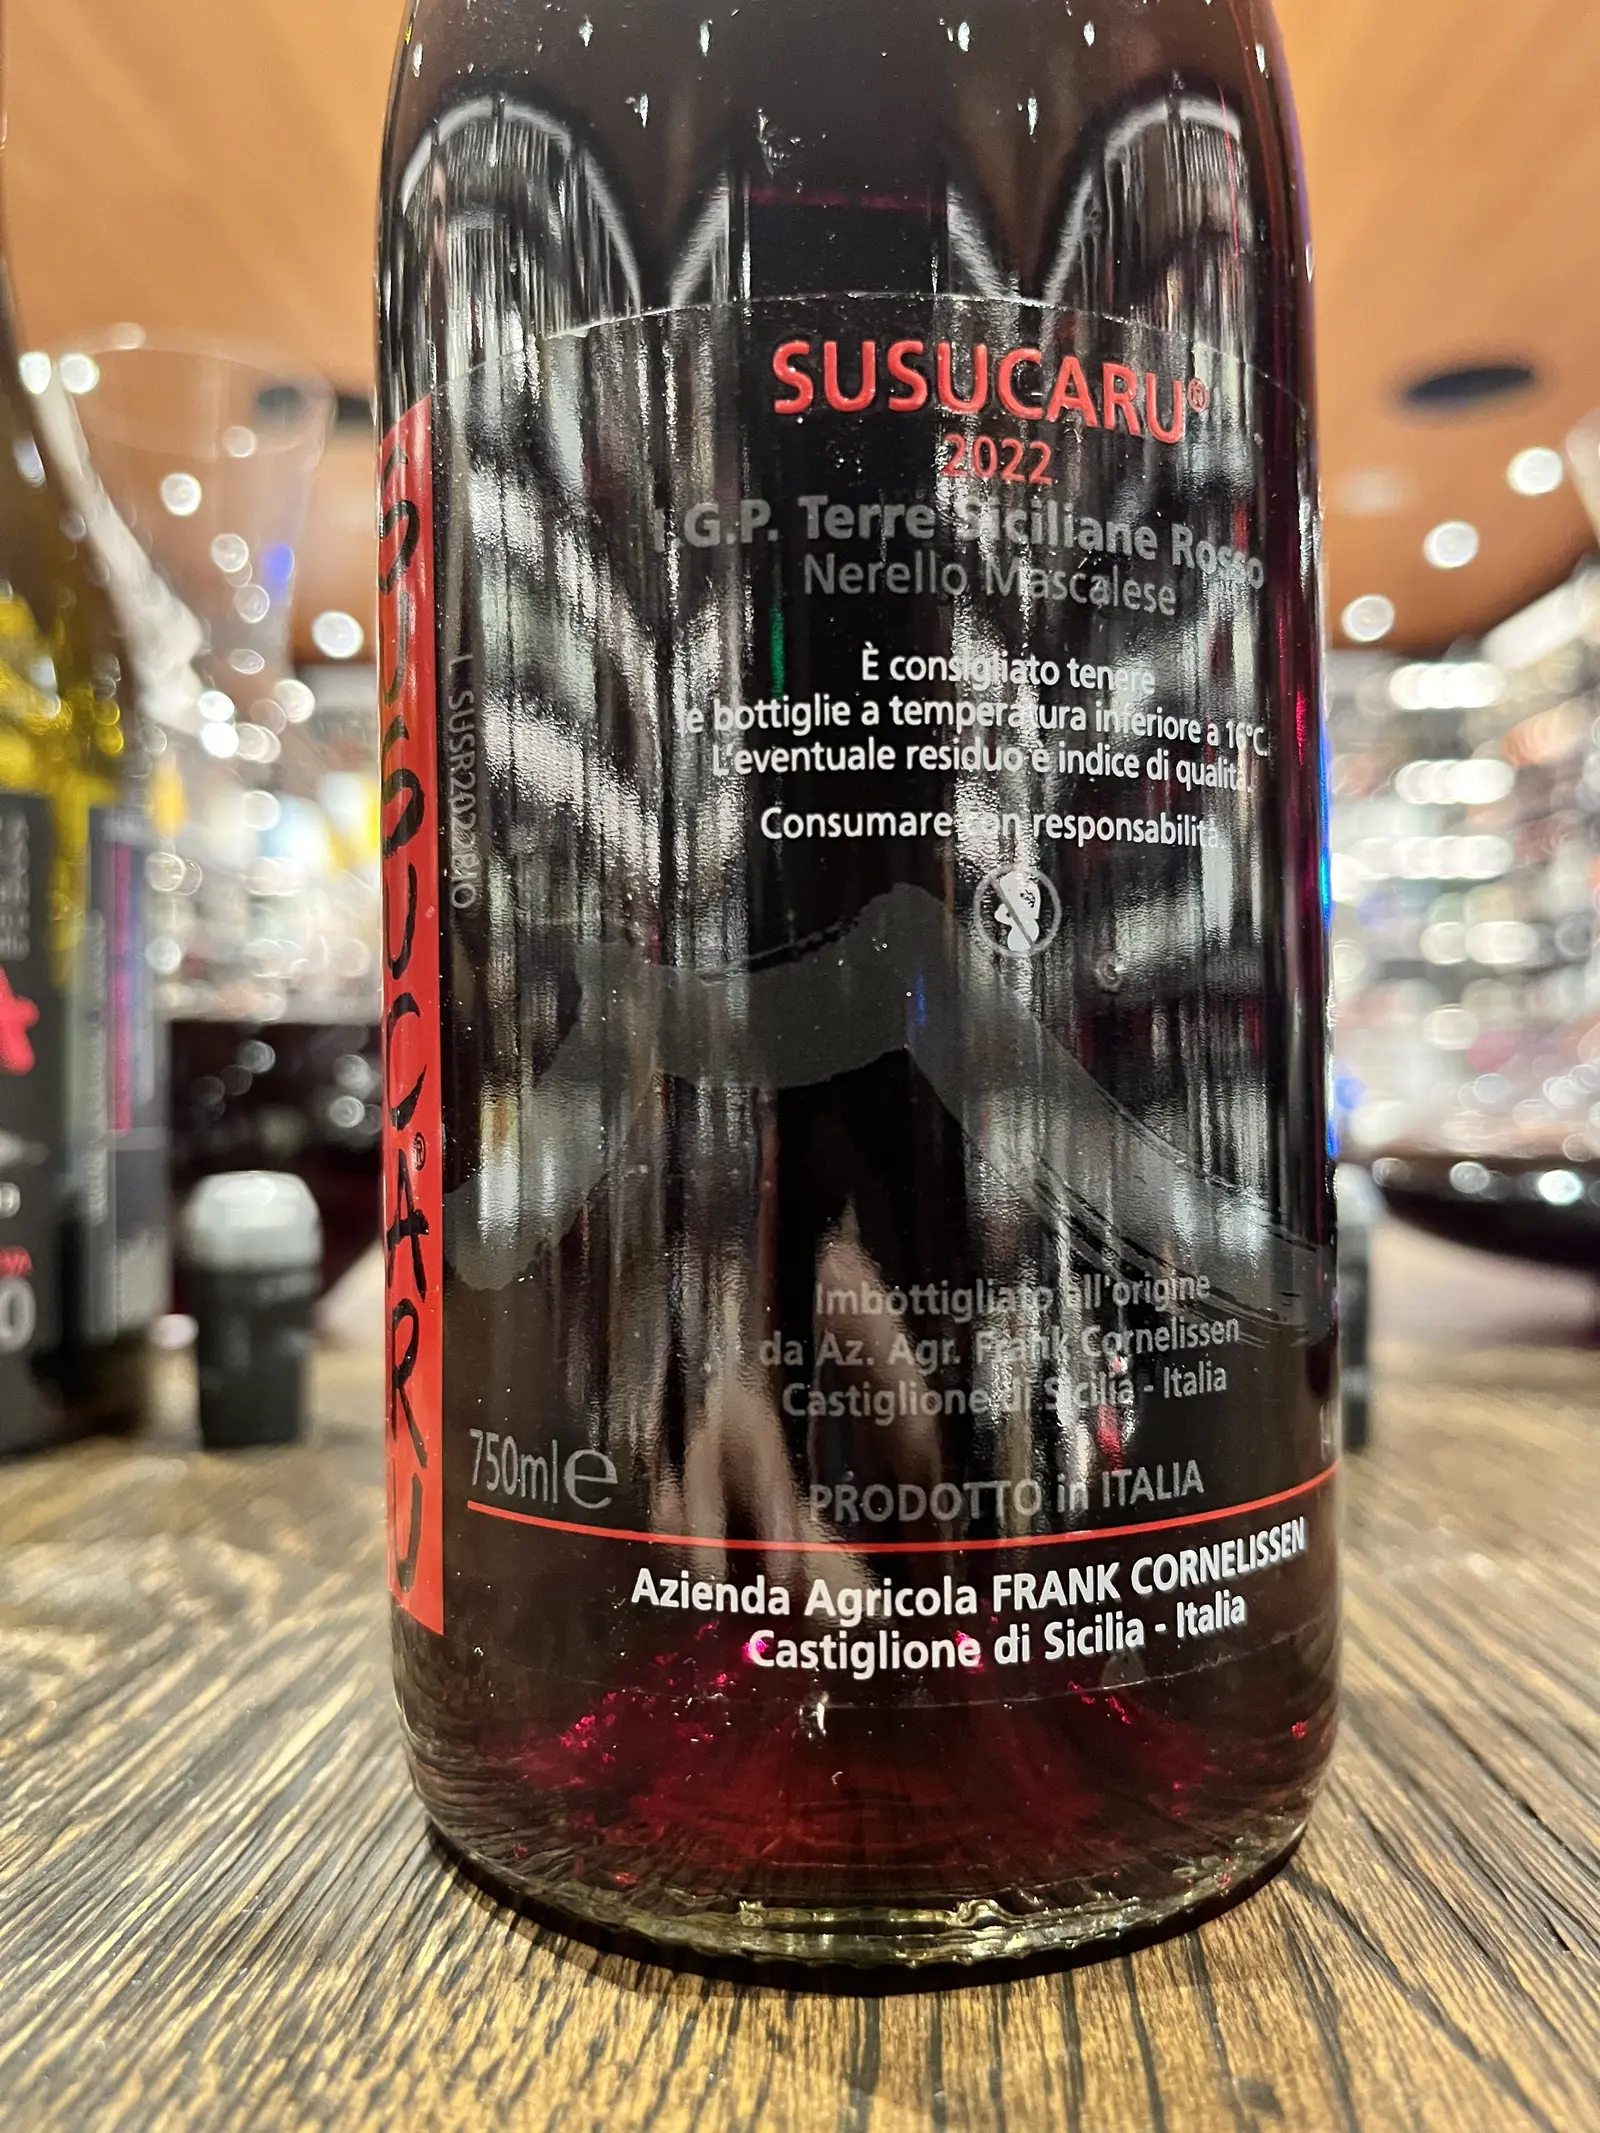 SUSUCARU®
2022
I.G.P. Terre Siciliane Rosso
Nerello Mascalese
È consigliato tenere
le bottiglie a temperatura inferiore a 16°C.
L'eventuale residuo è indice di qualità.
Consumare con responsabilità.
SUSUCARU®
Imbottigliato all'origine
da Az. Agr. Frank Cornelissen
Castiglione di Sicilia - Italia
750ml e
PRODOTTO in ITALIA
Azienda Agricola FRANK CORNELISSEN
Castiglione di Sicilia - Italia